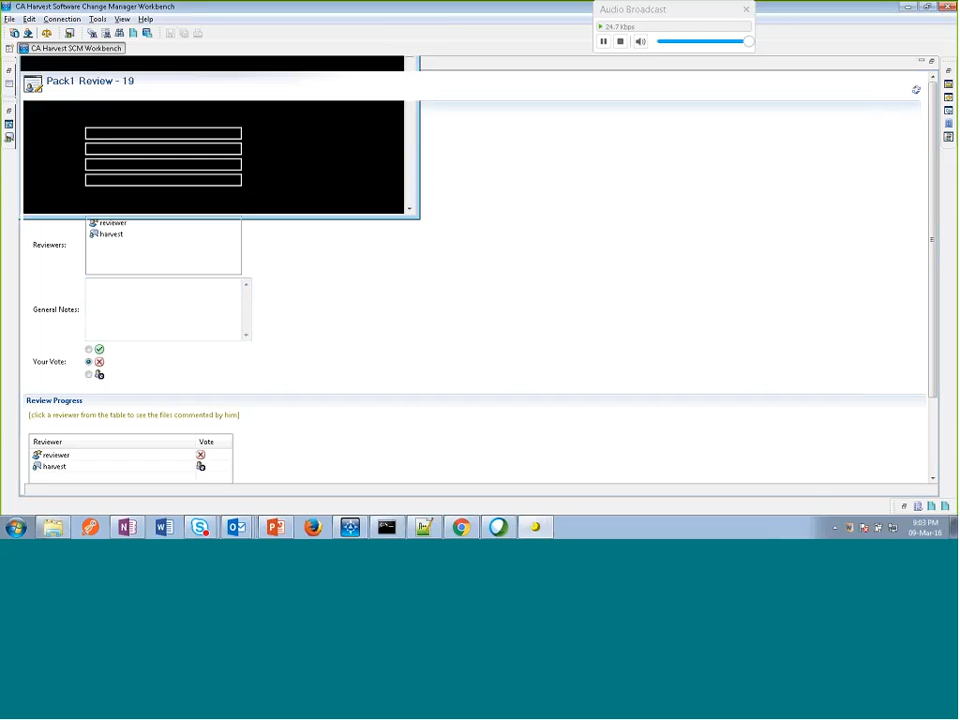 CA Harvest Software Change Manager Workbench
File Edit Connection Tools View Help
Audio Broadcast
24.7 kbps
CA Harvest SCM Workbench
Pack1 Review - 19
reviewer
harvest
Reviewers:
General Notes:
Your Vote:
Review Progress
[click a reviewer from the table to see the files commented by him]
Reviewer Vote
reviewer
harvest
9:03 PM
09-Mar-16